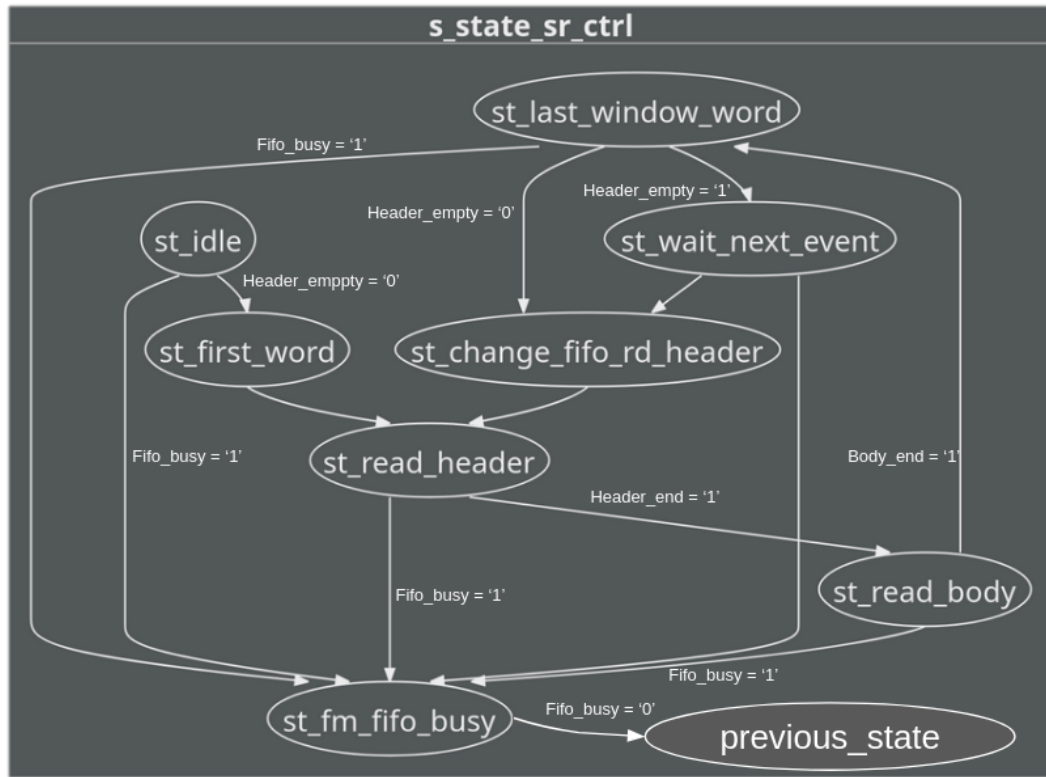 s_state_sr_ctrl
st_last_window_word
Fifo_busy = ‘1’
Header_empty = ‘1’
Header_empty = ‘0’
st_idle
st_wait_next_event
Header_emppty = ‘0’
st_first_word
st_change_fifo_rd_header
Fifo_busy = ‘1’
st_read_header
Body_end = ‘1’
Header_end = ‘1’
Fifo_busy = ‘1’
st_read_body
Fifo_busy = ‘1’
st_fm_fifo_busy
Fifo_busy = ‘0’
previous_state